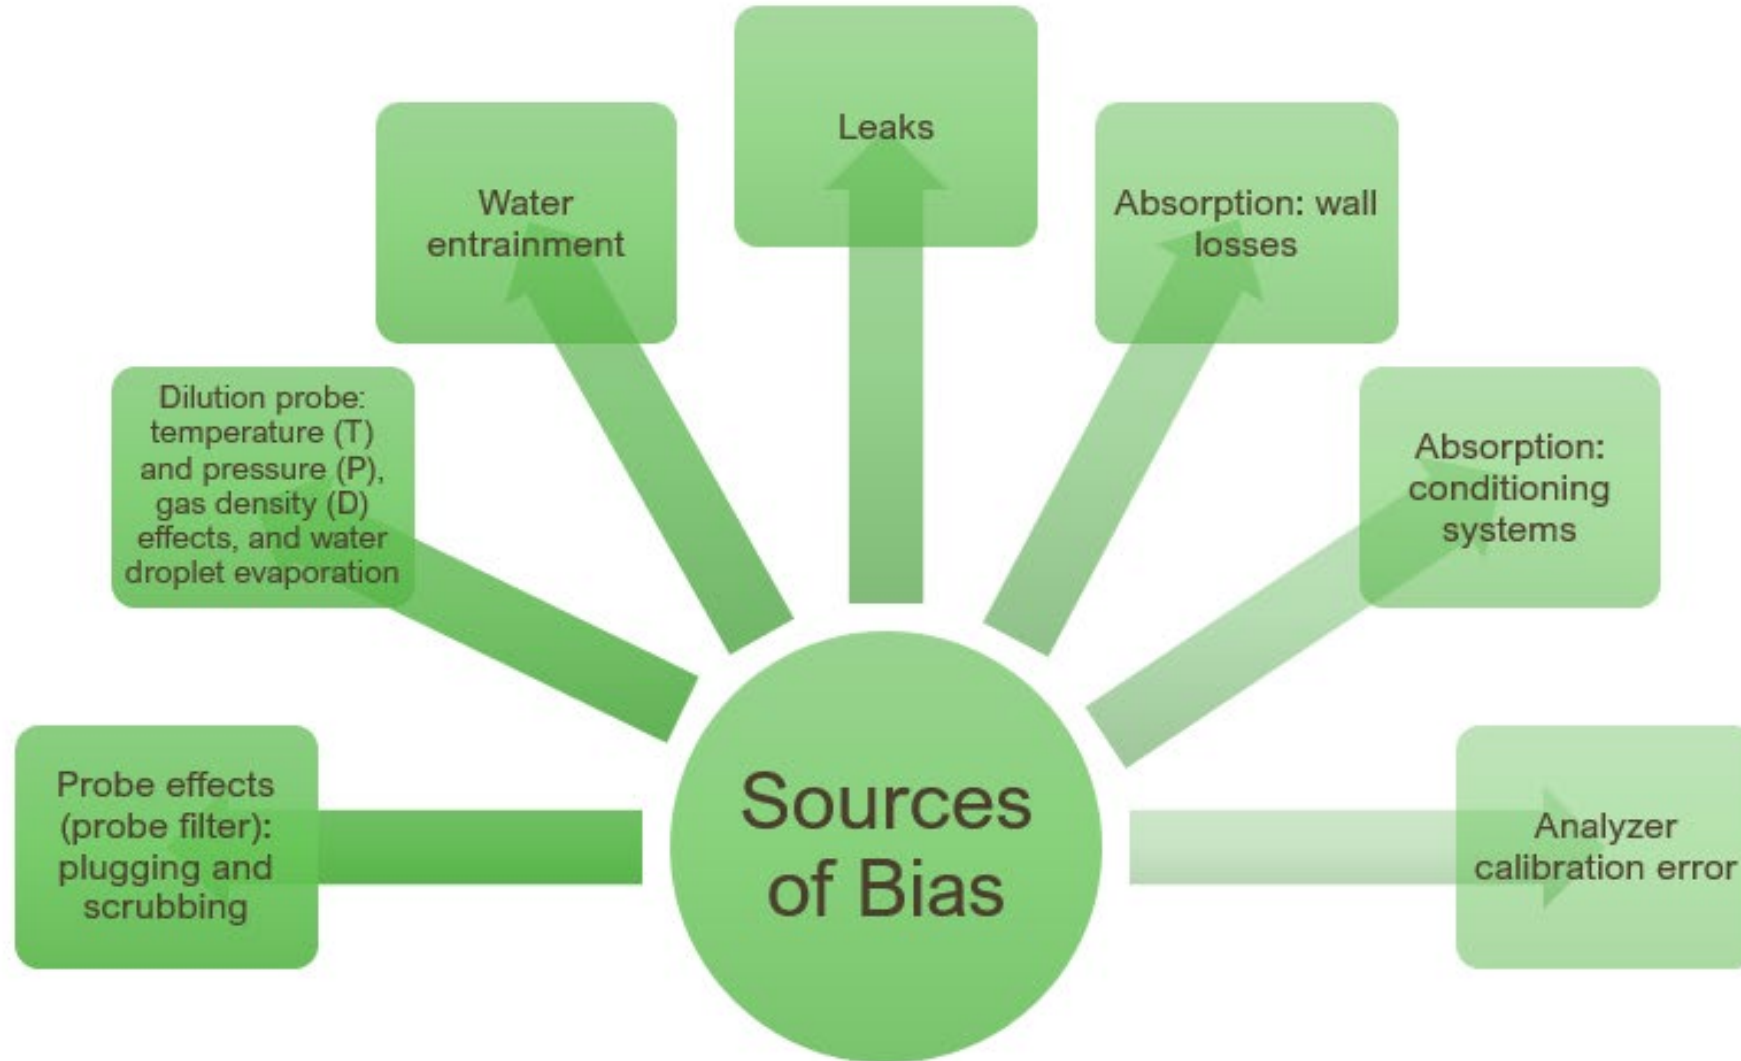 Leaks
Water
entrainment
Absorption: wall
losses
Dilution probe:
temperature (T)
and pressure (P),
gas density (D)
effects, and water
droplet evaporation
Absorption:
conditioning
systems
Probe effects
(probe filter):
plugging and
scrubbing
Sources
of Bias
Analyzer
calibration error